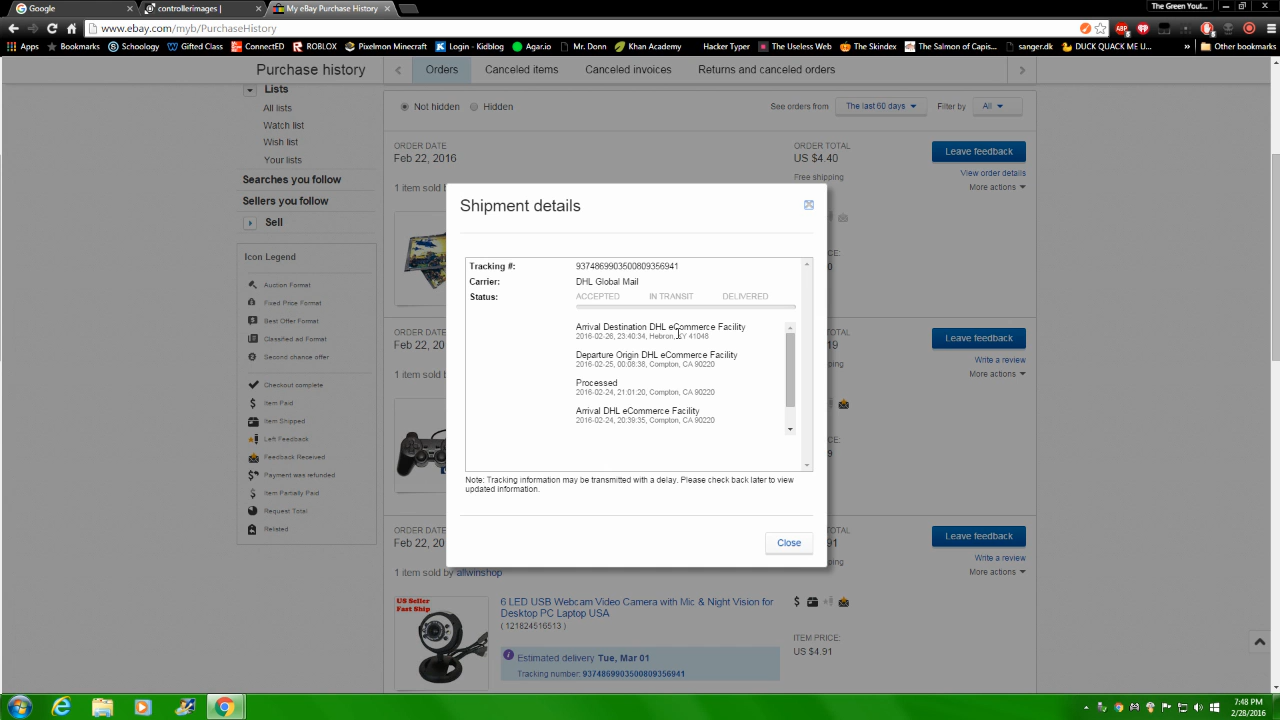 Google
controllerimages |
My eBay Purchase History
The Green Yout...
www.ebay.com/myb/PurchaseHistory
Apps
Bookmarks
Schoology
Gifted Class
ConnectED
ROBLOX
Pixelmon Minecraft
Login - Kidblog
Agar.io
Mr. Donn
Khan Academy
Hacker Typer
The Useless Web
The Skindex
The Salmon of Capis...
sanger.dk
DUCK QUACK ME U...
»
Other bookmarks
Purchase history
Orders
Canceled items
Canceled invoices
Returns and canceled orders
Lists
All lists
Watch list
Wish list
Your lists
Searches you follow
Sellers you follow
Sell
Icon Legend
Auction Format
Fixed Price Format
Best Offer Format
Classified ad Format
Second chance offer
Checkout complete
Item Paid
Item Shipped
Left Feedback
Feedback Received
Payment was refunded
Item Partially Paid
Request Total
Related
Not hidden
Hidden
See orders from
The last 60 days
Filter by
All
ORDER DATE
Feb 22, 2016
1 item sold b
ORDER TOTAL
US $4.40
Free shipping
Leave feedback
View order details
More actions
PRICE:
0
Shipment details
Tracking #: 9374869903500809356941
Carrier: DHL Global Mail
Status: ACCEPTED IN TRANSIT DELIVERED
Arrival Destination DHL eCommerce Facility
2016-02-26, 23:40:34, Hebron, KY 41048
Departure Origin DHL eCommerce Facility
2016-02-25, 00:08:38, Compton, CA 90220
Processed
2016-02-24, 21:01:20, Compton, CA 90220
Arrival DHL eCommerce Facility
2016-02-24, 20:39:35, Compton, CA 90220
Note: Tracking information may be transmitted with a delay. Please check back later to view
updated information.
Close
ORDER DATE
Feb 22, 20
1 item sold b
TOTAL
19
ping
Leave feedback
Write a review
More actions
PRICE:
9
ORDER DATE
Feb 22, 20
1 item sold by allwinshop
TOTAL
91
ipping
Leave feedback
Write a review
More actions
US Seller
Fast Ship
6 LED USB Webcam Video Camera with Mic & Night Vision for
Desktop PC Laptop USA
( 121824516513 )
Estimated delivery Tue, Mar 01
Tracking number: 9374869903500809356941
ITEM PRICE:
US $4.91
7:48 PM
2/28/2016